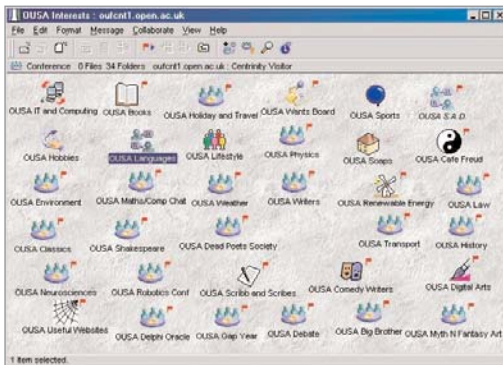 OUSA Interests : oufcnt1.open.ac.uk
File Edit Format Message Collaborate View Help
Conference 0 Files 34 Folders oufcnt1.open.ac.uk : Centrinity Visitor
OUSA IT and Computing OUSA Books OUSA Holiday and Travel OUSA Wants Board OUSA Sports OUSA S.A.D.
OUSA Hobbies OUSA Languages OUSA Lifestyle OUSA Physics OUSA Soaps OUSA Cafe Freud
OUSA Environment OUSA Maths/Comp Chat OUSA Weather OUSA Writers OUSA Renewable Energy OUSA Law
OUSA Classics OUSA Shakespeare OUSA Dead Poets Society OUSA Transport OUSA History
OUSA Neurosciences OUSA Robotics Conf OUSA Scribb and Scribes OUSA Comedy Writers OUSA Digital Arts
OUSA Useful Websites OUSA Delphi Oracle OUSA Gap Year OUSA Debate OUSA Big Brother OUSA Myth N Fantasy Art
1 Item selected.